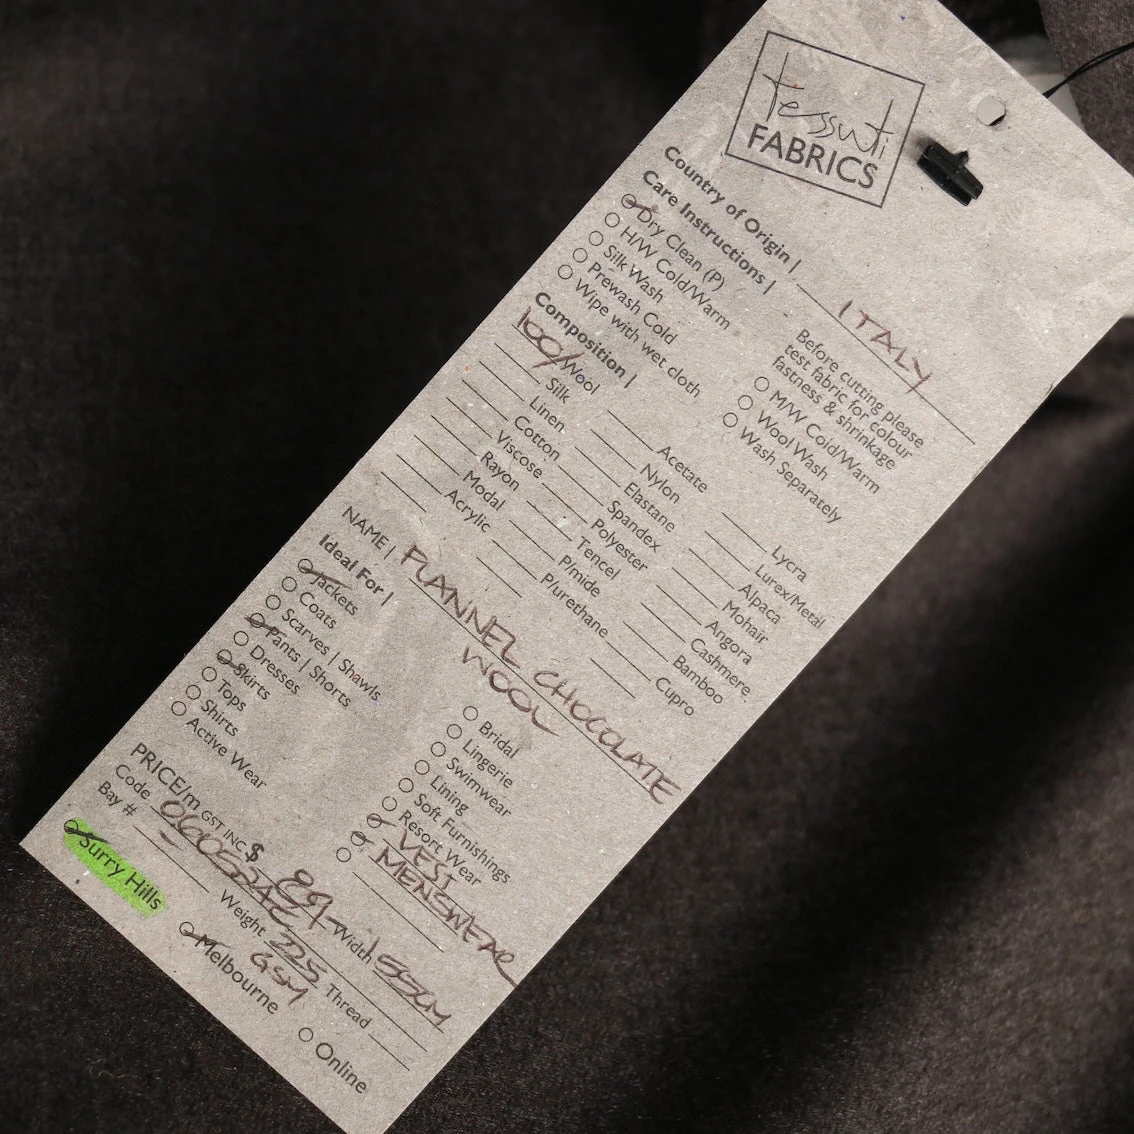 tessuti
FABRICS
Country of Origin | ITALY
Care Instructions |
Dry Clean (P)
H/W Cold/Warm
Silk Wash
Prewash Cold
Wipe with wet cloth
Before cutting please
test fabric for colour
fastness & shrinkage
M/W Cold/Warm
Wool Wash
Wash Separately
Composition |
100% Wool
Silk
Linen
Cotton
Viscose
Rayon
Modal
Acrylic
Acetate
Nylon
Elastane
Spandex
Polyester
Tencel
P/mide
P/urethane
Lycra
Lurex/Metal
Alpaca
Mohair
Angora
Cashmere
Bamboo
Cupro
NAME | FLANNEL CHOCOLATE
WOOL
Ideal For |
Jackets
Coats
Scarves | Shawls
Pants | Shorts
Dresses
Skirts
Tops
Shirts
Active Wear
Bridal
Lingerie
Swimwear
Lining
Soft Furnishings
Resort Wear
VEST
MENSWEAR
PRICE/m GST INC $ 89- Width 155CM
Code
Weight 225 GSM Thread
Bay #
Surry Hills
Melbourne
Online